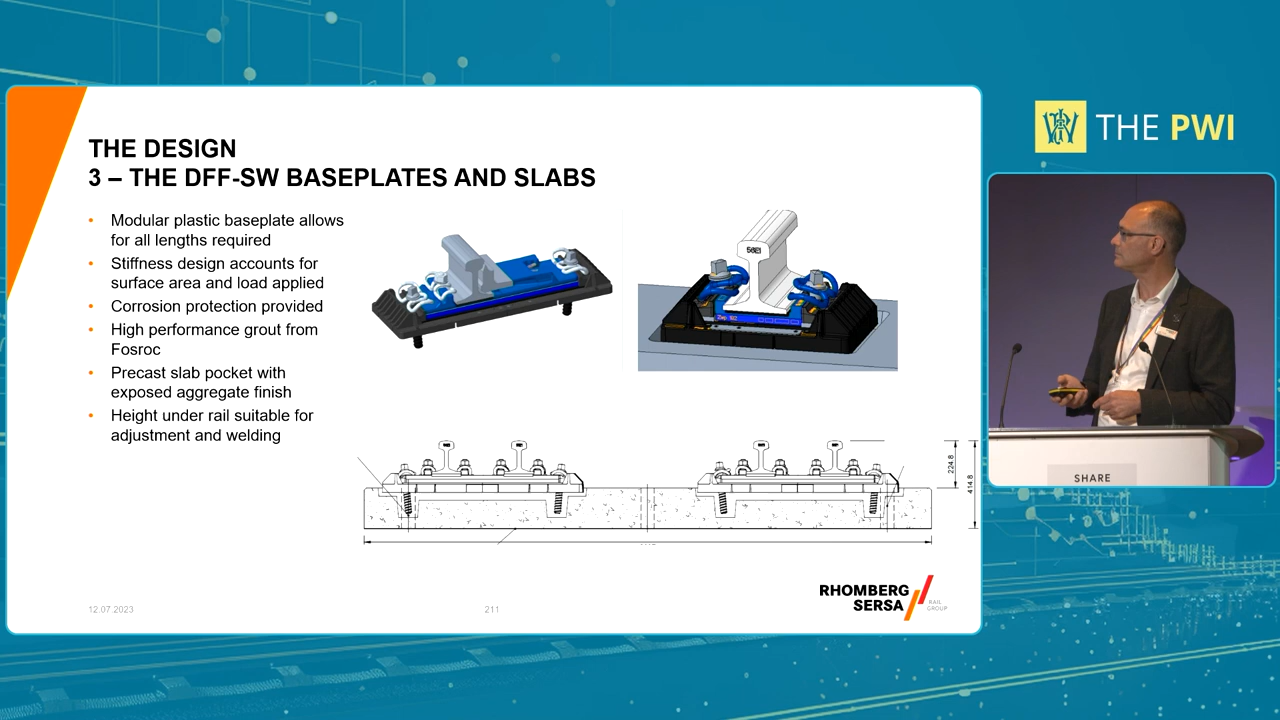 THE DESIGN
3 – THE DFF-SW BASEPLATES AND SLABS
• Modular plastic baseplate allows
for all lengths required
• Stiffness design accounts for
surface area and load applied
• Corrosion protection provided
• High performance grout from
Fosroc
• Precast slab pocket with
exposed aggregate finish
• Height under rail suitable for
adjustment and welding
224.8
414.8
12.07.2023
211
RHOMBERG
SERSA
RAIL
GROUP
THE PWI
SHARE